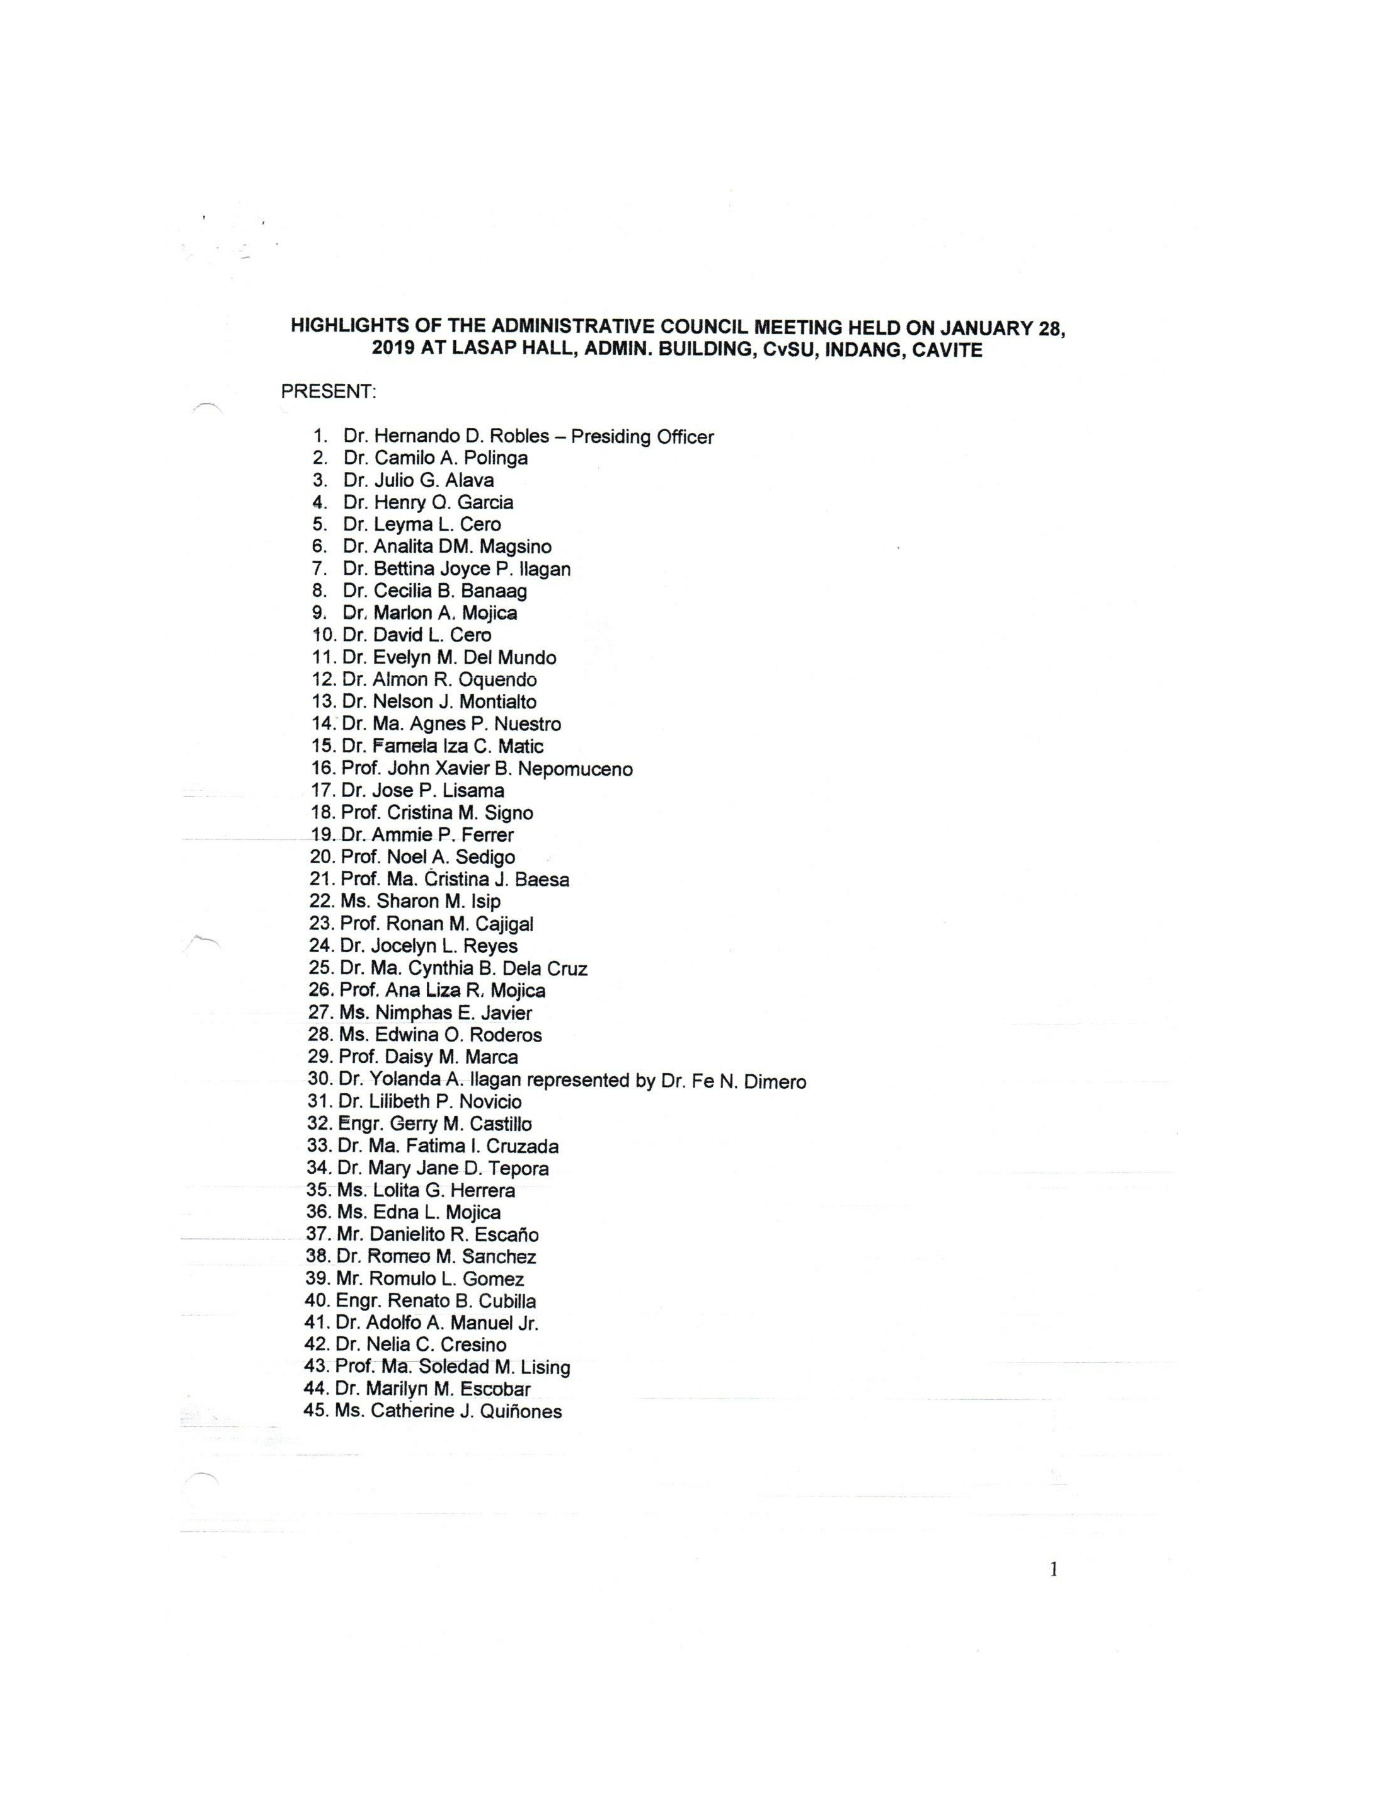 HIGHLIGHTS OF THE ADMINISTRATIVE COUNCIL MEETING HELD ON JANUARY 28,
2019 AT LASAP HALL, ADMIN. BUILDING, CvSU, INDANG, CAVITE
PRESENT:
1. Dr. Hernando D. Robles – Presiding Officer
2. Dr. Camilo A. Polinga
3. Dr. Julio G. Alava
4. Dr. Henry O. Garcia
5. Dr. Leyma L. Cero
6. Dr. Analita DM. Magsino
7. Dr. Bettina Joyce P. Ilagan
8. Dr. Cecilia B. Banaag
9. Dr. Marlon A. Mojica
10. Dr. David L. Cero
11. Dr. Evelyn M. Del Mundo
12. Dr. Almon R. Oquendo
13. Dr. Nelson J. Montialto
14. Dr. Ma. Agnes P. Nuestro
15. Dr. Famela Iza C. Matic
16. Prof. John Xavier B. Nepomuceno
17. Dr. Jose P. Lisama
18. Prof. Cristina M. Signo
19. Dr. Ammie P. Ferrer
20. Prof. Noel A. Sedigo
21. Prof. Ma. Cristina J. Baesa
22. Ms. Sharon M. Isip
23. Prof. Ronan M. Cajigal
24. Dr. Jocelyn L. Reyes
25. Dr. Ma. Cynthia B. Dela Cruz
26. Prof. Ana Liza R. Mojica
27. Ms. Nimphas E. Javier
28. Ms. Edwina O. Roderos
29. Prof. Daisy M. Marca
30. Dr. Yolanda A. Ilagan represented by Dr. Fe N. Dimero
31. Dr. Lilibeth P. Novicio
32. Engr. Gerry M. Castillo
33. Dr. Ma. Fatima I. Cruzada
34. Dr. Mary Jane D. Tepora
35. Ms. Lolita G. Herrera
36. Ms. Edna L. Mojica
37. Mr. Danielito R. Escaño
38. Dr. Romeo M. Sanchez
39. Mr. Romulo L. Gomez
40. Engr. Renato B. Cubilla
41. Dr. Adolfo A. Manuel Jr.
42. Dr. Nelia C. Cresino
43. Prof. Ma. Soledad M. Lising
44. Dr. Marilyn M. Escobar
45. Ms. Catherine J. Quiñones
1